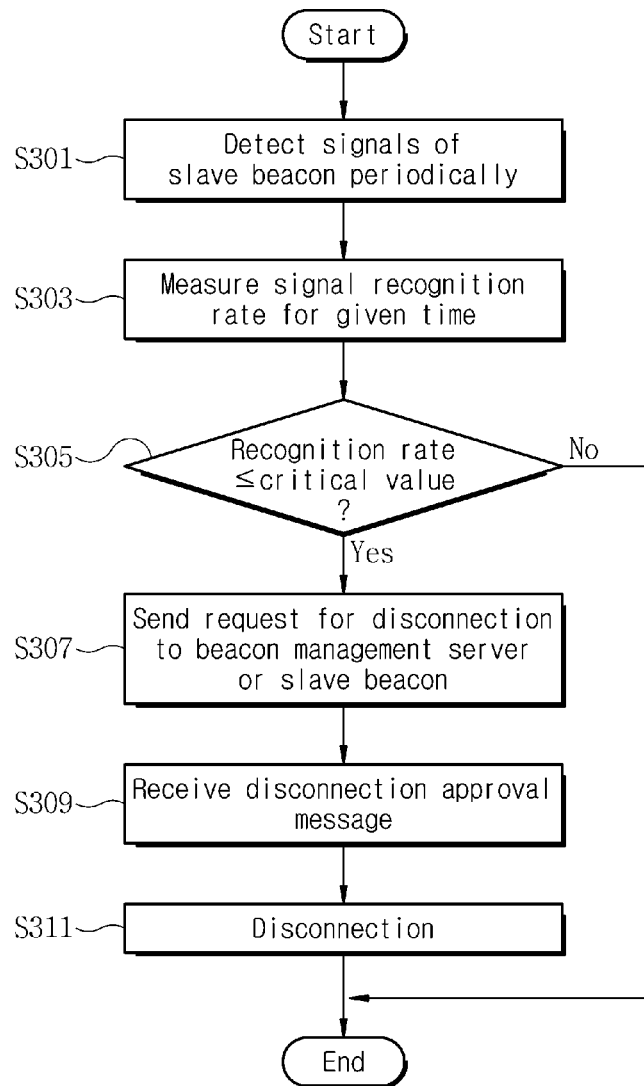 Start
S301
Detect signals of
slave beacon periodically
S303
Measure signal recognition
rate for given time
S305
Recognition rate
≤critical value
?
No
Yes
S307
Send request for disconnection
to beacon management server
or slave beacon
S309
Receive disconnection approval
message
S311
Disconnection
End